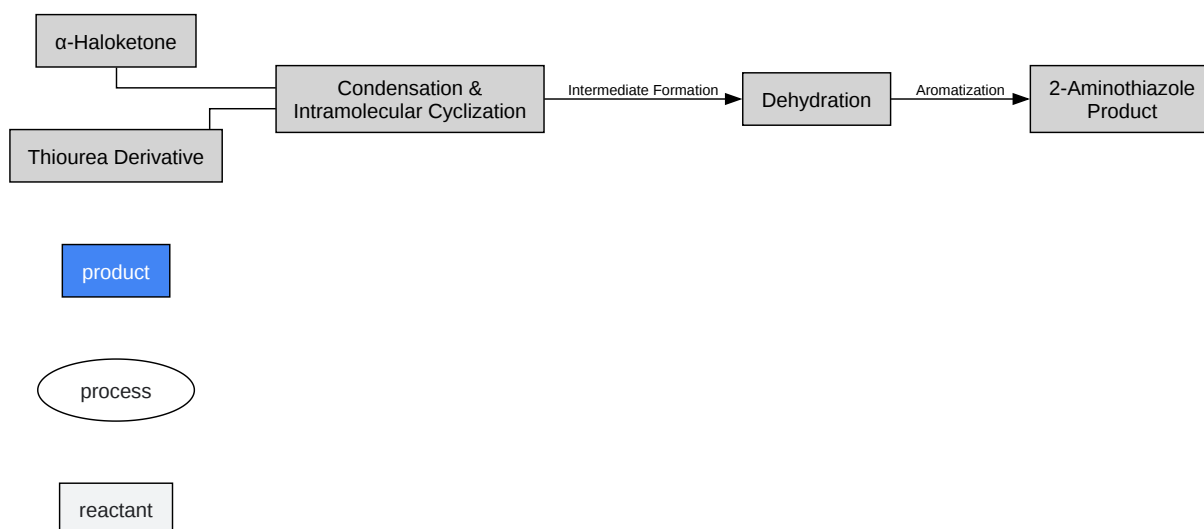 α-Haloketone
Thiourea Derivative
Condensation &
Intramolecular Cyclization
Intermediate Formation
Dehydration
Aromatization
2-Aminothiazole
Product
product
process
reactant